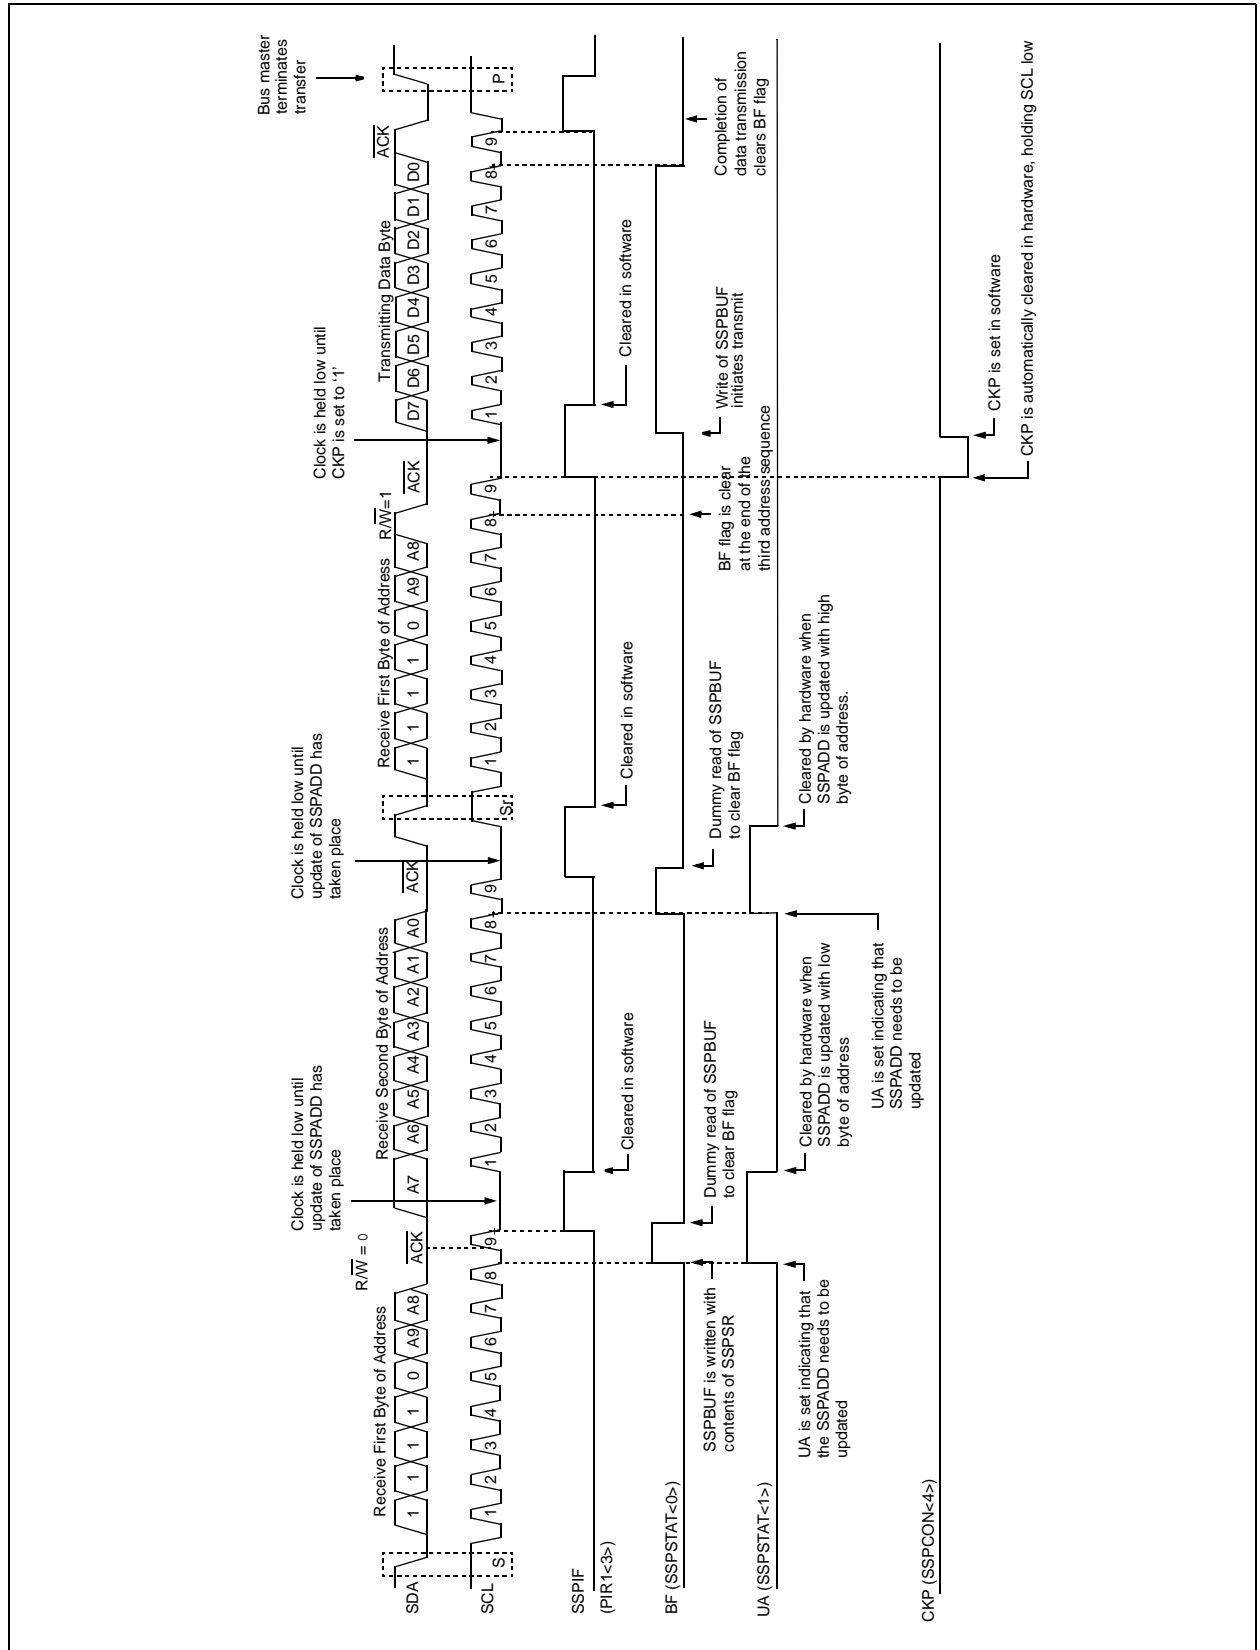 Bus master
terminates
transfer
Clock is held low until
CKP is set to ‘1’
Clock is held low until
update of SSPADD has
taken place
Clock is held low until
update of SSPADD has
taken place
R/W = 0
R/W=1
Receive First Byte of Address
ACK
Receive Second Byte of Address
ACK
Receive First Byte of Address
ACK
Transmitting Data Byte
ACK
SDA
1 1 1 1 0 A9 A8
A7 A6 A5 A4 A3 A2 A1 A0
1 1 1 1 0 A9 A8
D7 D6 D5 D4 D3 D2 D1 D0
SCL
S 1 2 3 4 5 6 7 8 9
1 2 3 4 5 6 7 8 9
Sr 1 2 3 4 5 6 7 8 9
1 2 3 4 5 6 7 8 9 P
SSPIF
(PIR1<3>)
Cleared in software
Cleared in software
Cleared in software
BF (SSPSTAT<0>)
SSPBUF is written with
contents of SSPSR
Dummy read of SSPBUF
to clear BF flag
Dummy read of SSPBUF
to clear BF flag
BF flag is clear
at the end of the
third address sequence
Write of SSPBUF
initiates transmit
Completion of
data transmission
clears BF flag
UA (SSPSTAT<1>)
UA is set indicating that
the SSPADD needs to be
updated
Cleared by hardware when
SSPADD is updated with low
byte of address
UA is set indicating that
SSPADD needs to be
updated
Cleared by hardware when
SSPADD is updated with high
byte of address.
CKP (SSPCON<4>)
CKP is set in software
CKP is automatically cleared in hardware, holding SCL low